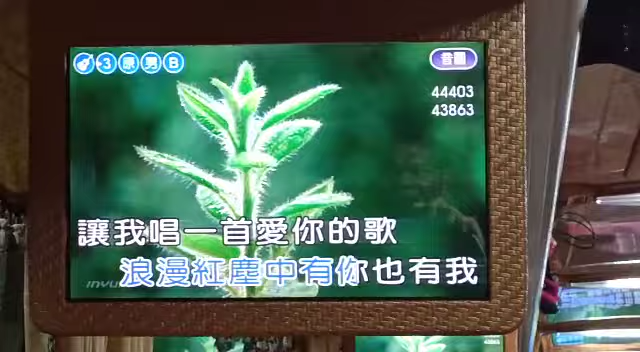 -3 原 男 B
音圓
44403
43863
讓我唱一首愛你的歌
浪漫紅塵中有你也有我